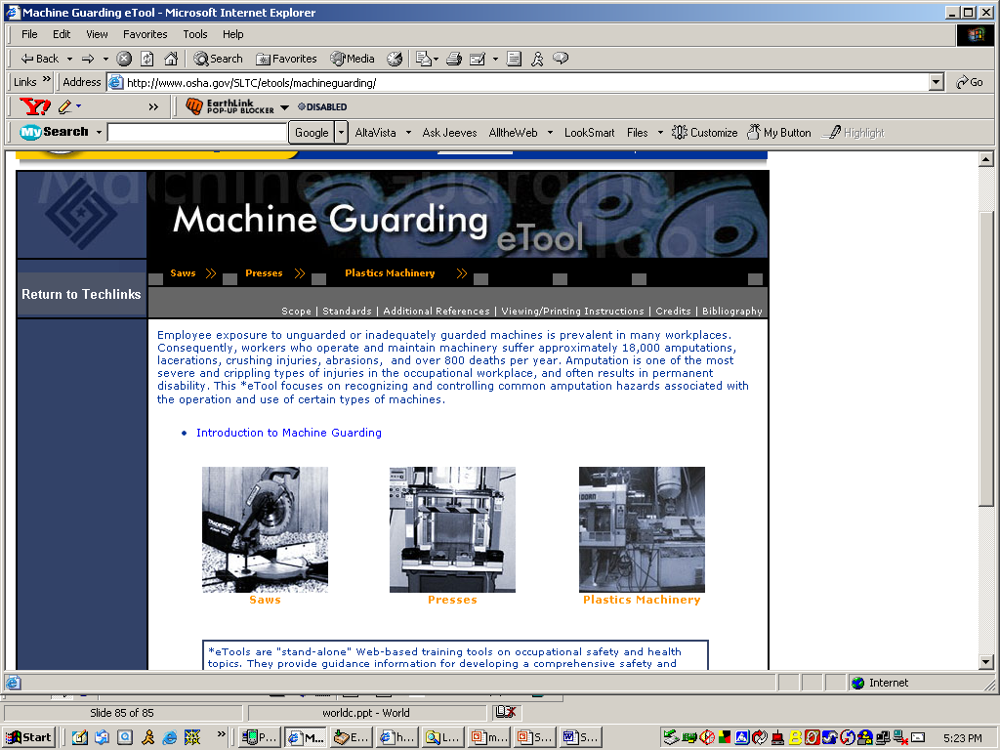 Machine Guarding eTool - Microsoft Internet Explorer
File Edit View Favorites Tools Help
Back Search Favorites Media
Links » Address http://www.osha.gov/SLTC/etools/machineguarding/ Go
Y! » EarthLink POP-UP BLOCKER DISABLED
My Search Google AltaVista Ask Jeeves AlltheWeb LookSmart Files Customize My Button Highlight
Machine Guarding
eTool
Saws Presses Plastics Machinery
Return to Techlinks
Scope | Standards | Additional References | Viewing/Printing Instructions | Credits | Bibliography
Employee exposure to unguarded or inadequately guarded machines is prevalent in many workplaces.
Consequently, workers who operate and maintain machinery suffer approximately 18,000 amputations,
lacerations, crushing injuries, abrasions, and over 800 deaths per year. Amputation is one of the most
severe and crippling types of injuries in the occupational workplace, and often results in permanent
disability. This *eTool focuses on recognizing and controlling common amputation hazards associated with
the operation and use of certain types of machines.
• Introduction to Machine Guarding
Saws Presses Plastics Machinery
*eTools are "stand-alone" Web-based training tools on occupational safety and health
topics. They provide guidance information for developing a comprehensive safety and
Internet
Slide 85 of 85 worldc.ppt - World
Start » P... M... E... h... L... m... S... S... 5:23 PM